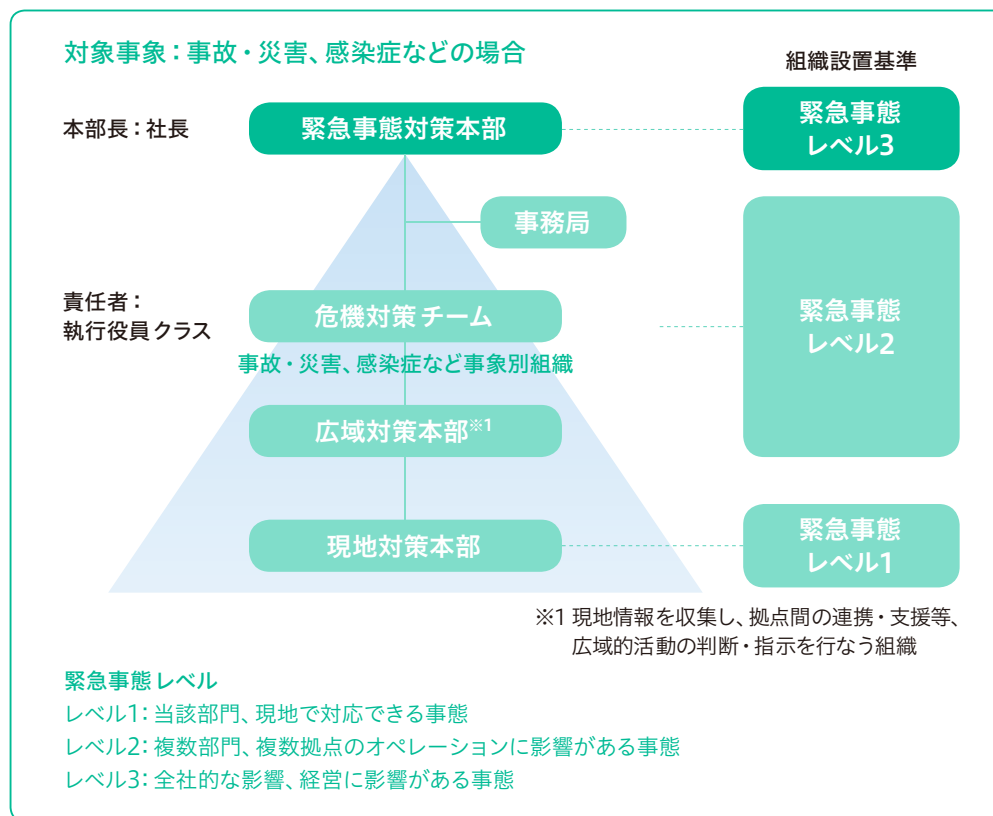 対象事象：事故・災害、感染症などの場合
組織設置基準
本部長：社長
緊急事態対策本部
緊急事態
レベル3
事務局
責任者：
執行役員クラス
危機対策チーム
緊急事態
レベル2
事故・災害、感染症など事象別組織
広域対策本部※1
現地対策本部
緊急事態
レベル1
※1 現地情報を収集し、拠点間の連携・支援等、
広域的活動の判断・指示を行なう組織
緊急事態レベル
レベル1：当該部門、現地で対応できる事態
レベル2：複数部門、複数拠点のオペレーションに影響がある事態
レベル3：全社的な影響、経営に影響がある事態